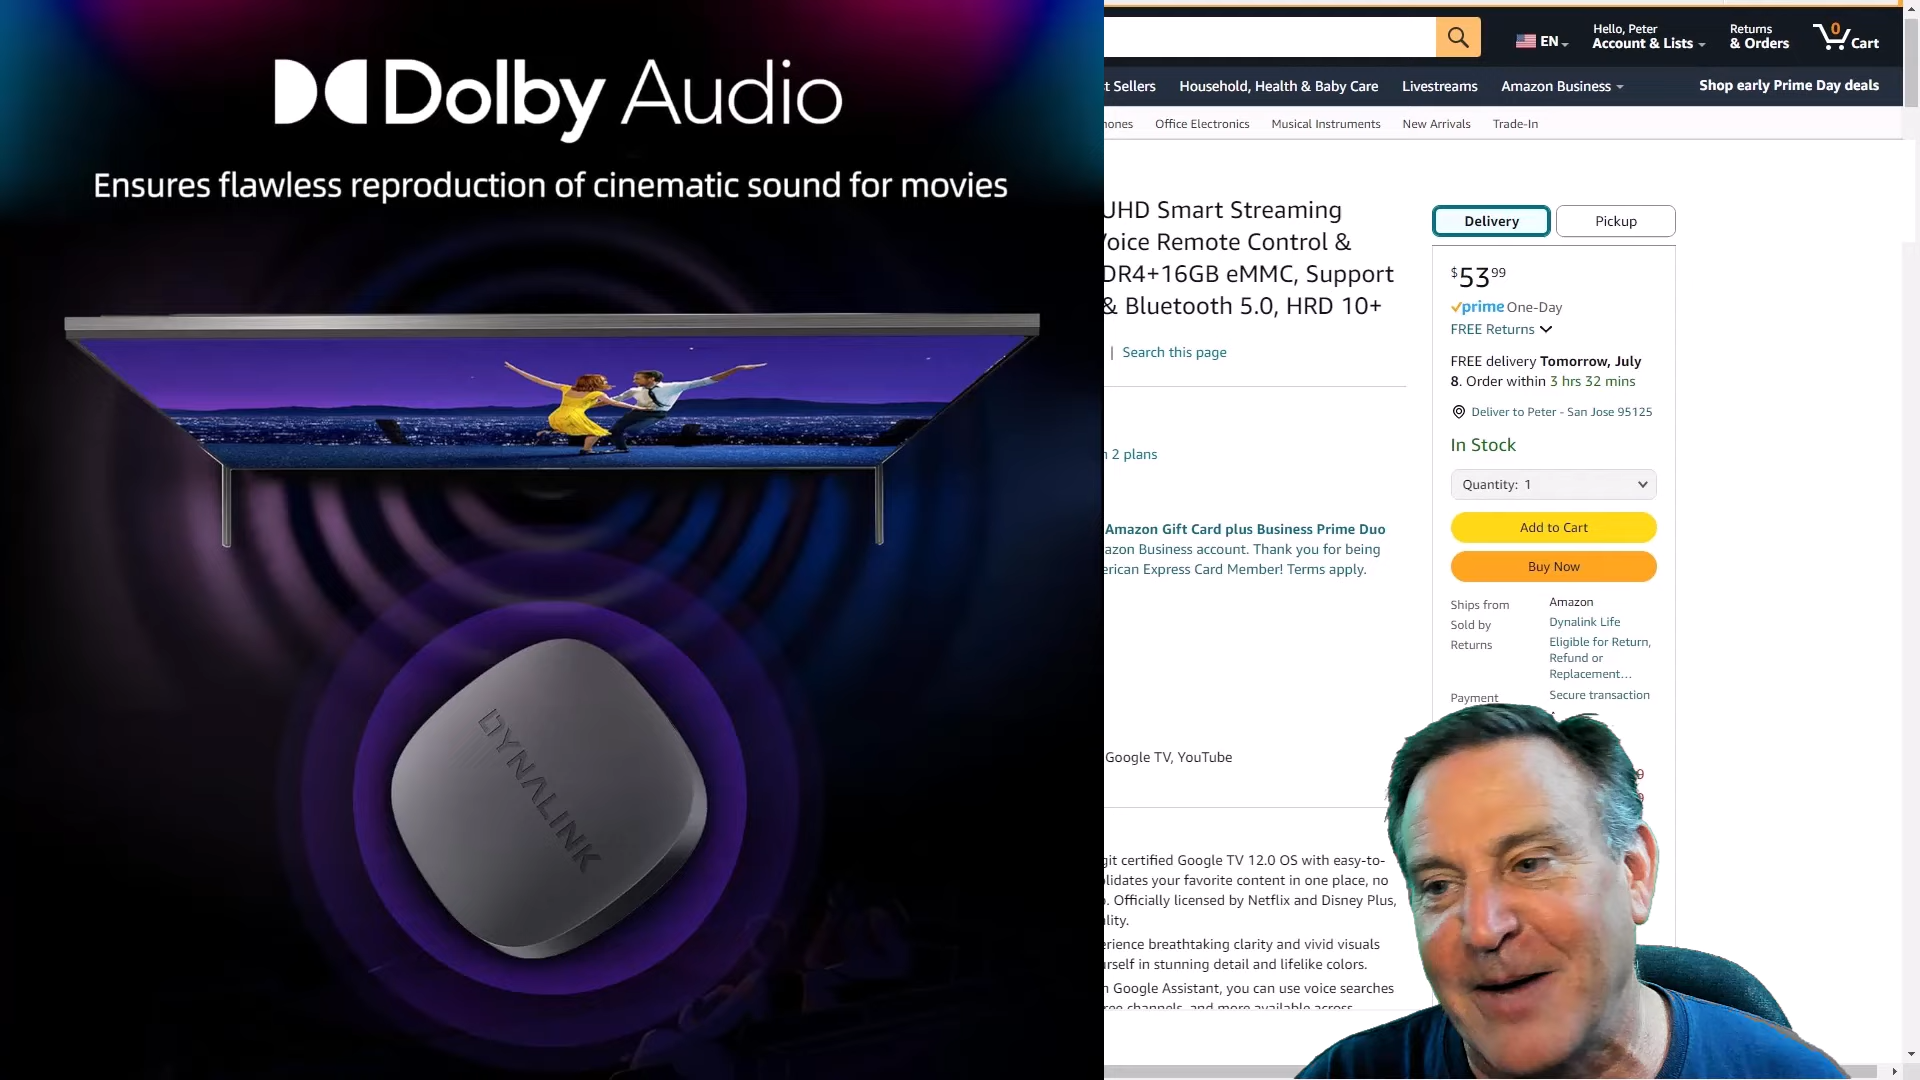 Dolby Audio
Ensures flawless reproduction of cinematic sound for movies
DYNALINK
EN
Hello, Peter
Account & Lists
Returns
& Orders
0
Cart
t Sellers
Household, Health & Baby Care
Livestreams
Amazon Business
Shop early Prime Day deals
Office Electronics
Musical Instruments
New Arrivals
Trade-In
UHD Smart Streaming
Voice Remote Control &
DR4+16GB eMMC, Support
& Bluetooth 5.0, HRD 10+
| Search this page
2 plans
Amazon Gift Card plus Business Prime Duo
azon Business account. Thank you for being
erican Express Card Member! Terms apply.
Google TV, YouTube
git certified Google TV 12.0 OS with easy-to-
lidates your favorite content in one place, no
. Officially licensed by Netflix and Disney Plus,
lity.
erience breathtaking clarity and vivid visuals
urself in stunning detail and lifelike colors.
Google Assistant, you can use voice searches
ree channels, and more available across
Delivery
Pickup
$53.99
prime One-Day
FREE Returns
FREE delivery Tomorrow, July
8. Order within 3 hrs 32 mins
Deliver to Peter - San Jose 95125
In Stock
Quantity: 1
Add to Cart
Buy Now
Ships from Amazon
Sold by Dynalink Life
Returns Eligible for Return,
Refund or
Replacement...
Payment Secure transaction